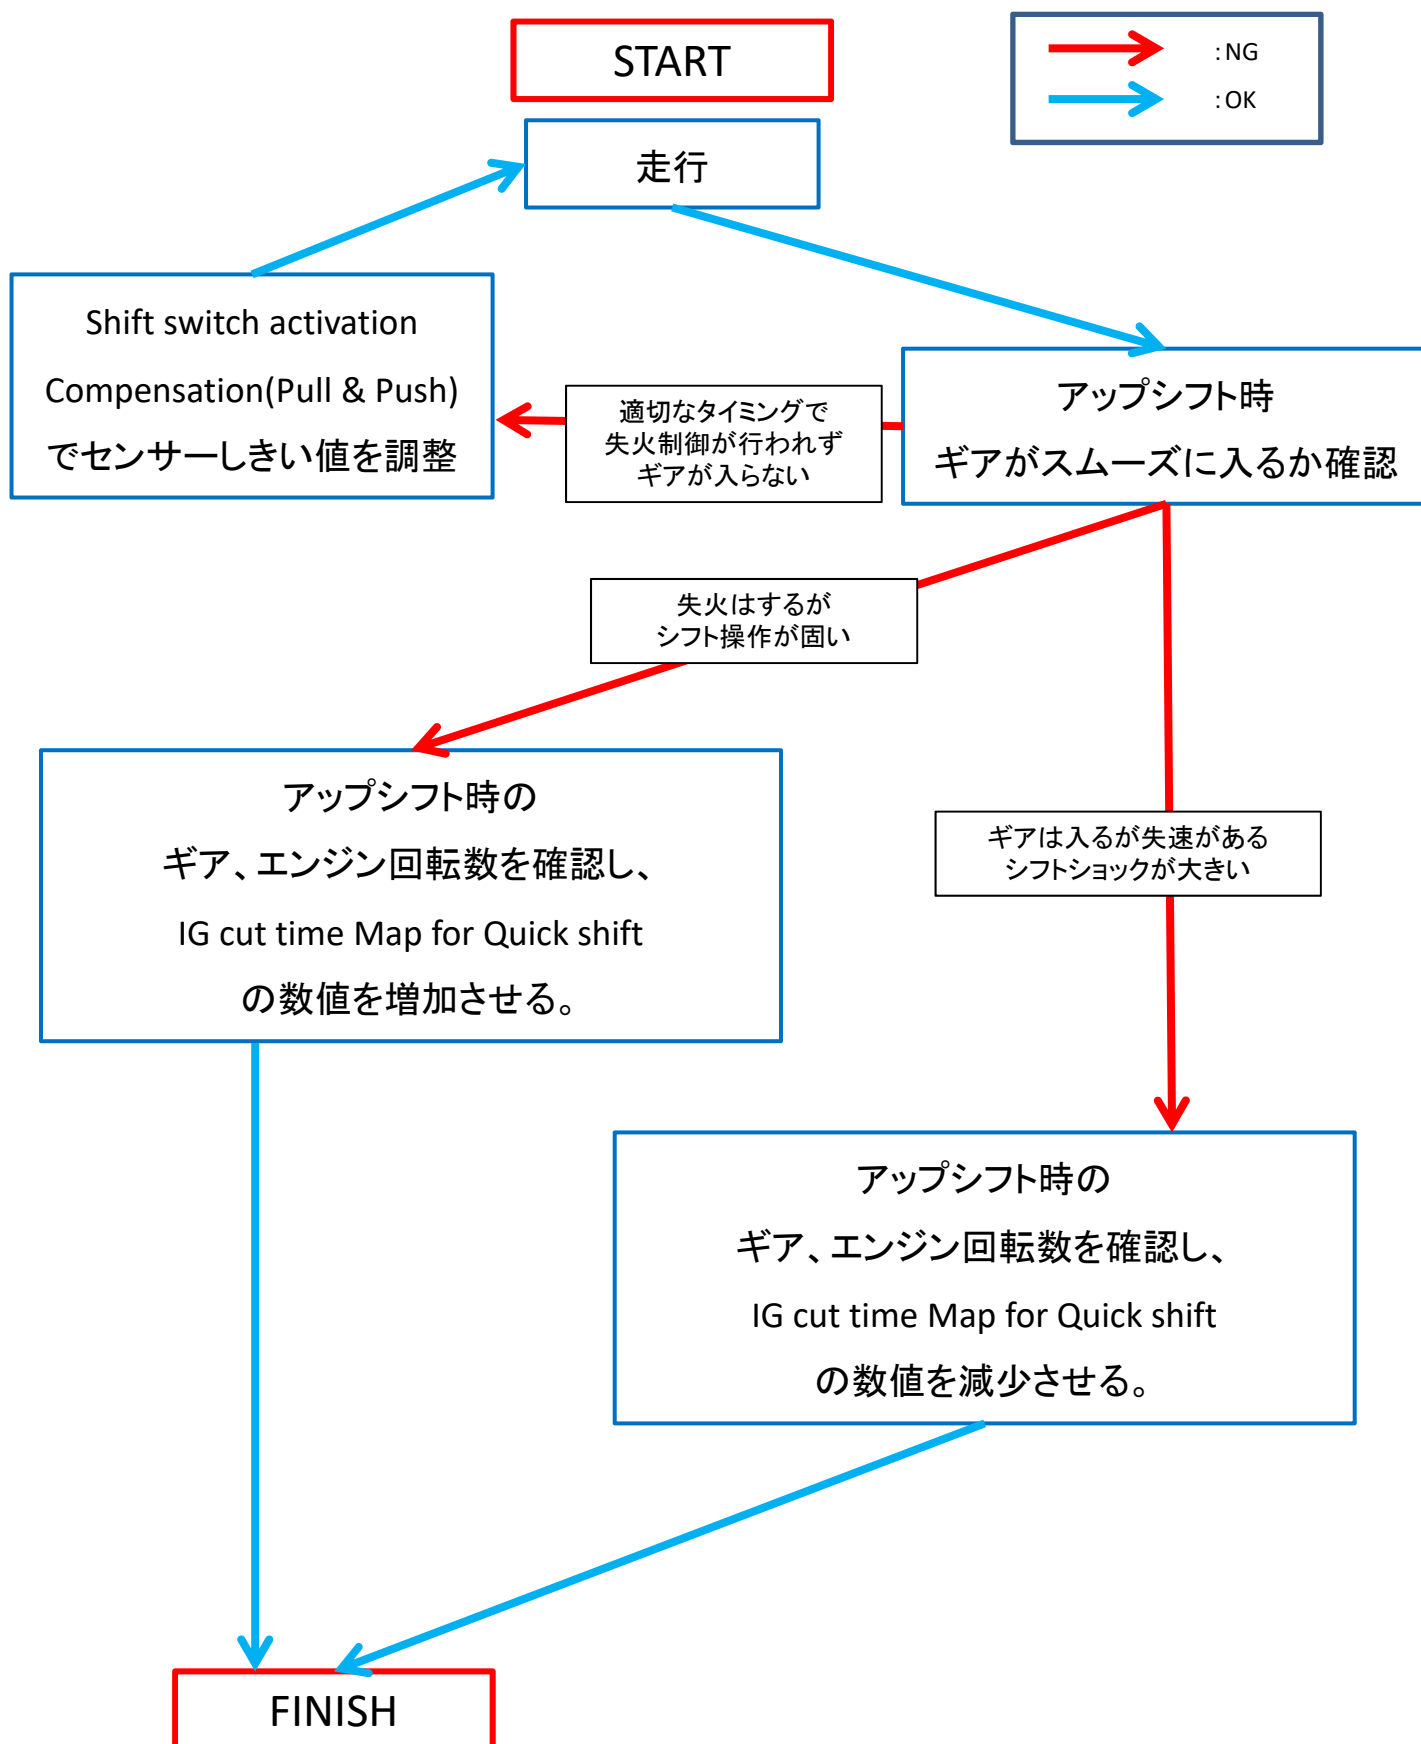 START
:NG
:OK
走行
Shift switch activation
Compensation(Pull & Push)
でセンサーしきい値を調整
適切なタイミングで
失火制御が行われず
ギアが入らない
アップシフト時
ギアがスムーズに入るか確認
失火はするが
シフト操作が固い
アップシフト時の
ギア、エンジン回転数を確認し、
IG cut time Map for Quick shift
の数値を増加させる。
ギアは入るが失速がある
シフトショックが大きい
アップシフト時の
ギア、エンジン回転数を確認し、
IG cut time Map for Quick shift
の数値を減少させる。
FINISH